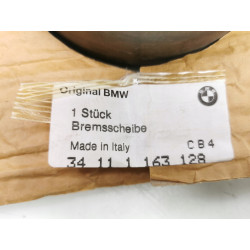 Original BMW
1 Stück
Bremsscheibe
Made in Italy CB4
34 11 1 163 128